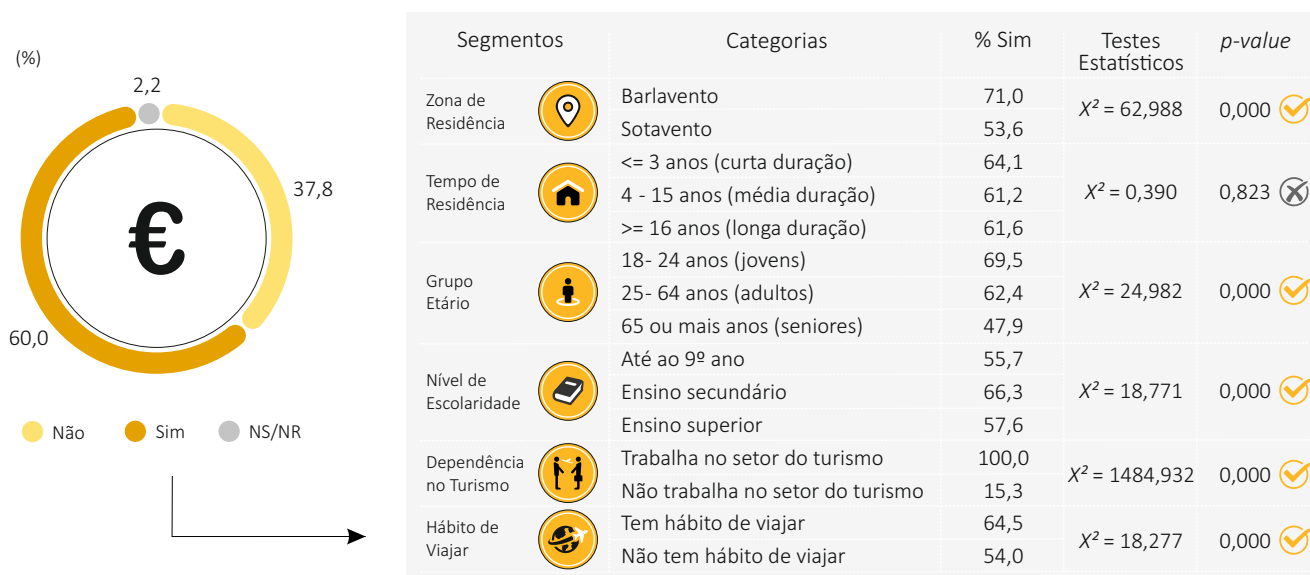 (%)
2,2
37,8
€
60,0
Não Sim NS/NR
Segmentos Categorias % Sim Testes Estatísticos p-value
Zona de Residência
Barlavento 71,0
Sotavento 53,6
X² = 62,988 0,000
Tempo de Residência
<= 3 anos (curta duração) 64,1
4 - 15 anos (média duração) 61,2
>= 16 anos (longa duração) 61,6
X² = 0,390 0,823
Grupo Etário
18- 24 anos (jovens) 69,5
25- 64 anos (adultos) 62,4
65 ou mais anos (seniores) 47,9
X² = 24,982 0,000
Nível de Escolaridade
Até ao 9º ano 55,7
Ensino secundário 66,3
Ensino superior 57,6
X² = 18,771 0,000
Dependência no Turismo
Trabalha no setor do turismo 100,0
Não trabalha no setor do turismo 15,3
X² = 1484,932 0,000
Hábito de Viajar
Tem hábito de viajar 64,5
Não tem hábito de viajar 54,0
X² = 18,277 0,000